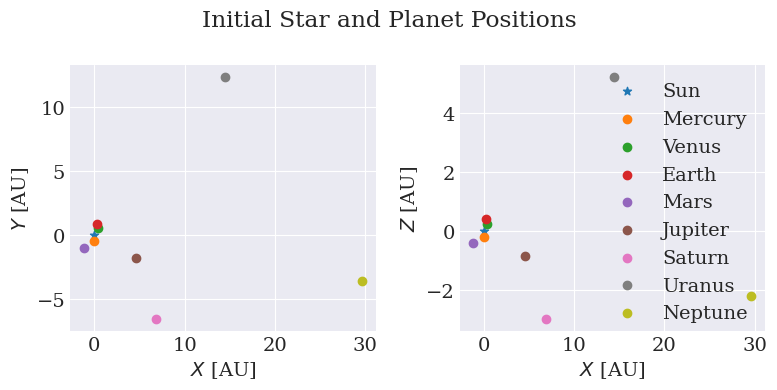 Initial Star and Planet Positions
Y [AU]
10
5
0
−5
0
10
20
30
X [AU]
Z [AU]
4
2
0
−2
0
10
20
30
X [AU]
Sun
Mercury
Venus
Earth
Mars
Jupiter
Saturn
Uranus
Neptune